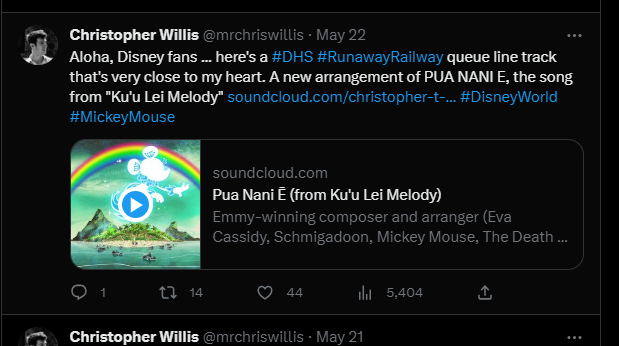 Christopher Willis @mrchriswillis · May 22 ...
Aloha, Disney fans ... here's a #DHS #RunawayRailway queue line track
that's very close to my heart. A new arrangement of PUA NANI E, the song
from "Ku'u Lei Melody" soundcloud.com/christopher-t-... #DisneyWorld
#MickeyMouse
soundcloud.com
Pua Nani Ē (from Ku'u Lei Melody)
Emmy-winning composer and arranger (Eva
Cassidy, Schmigadoon, Mickey Mouse, The Death ...
1 14 44 5,404
Christopher Willis @mrchriswillis · May 21 ...